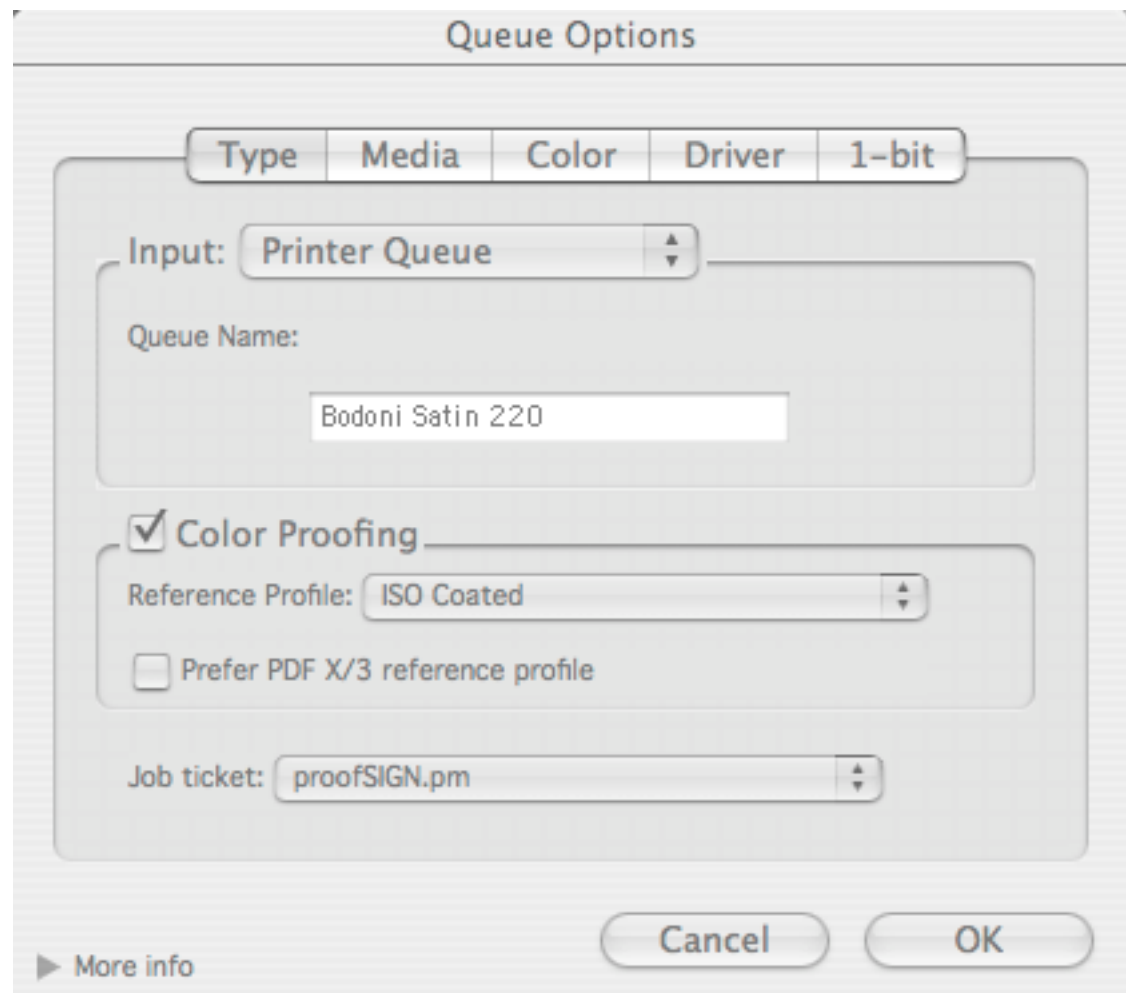 Queue Options
Type Media Color Driver 1-bit
Input: Printer Queue
Queue Name:
Bodoni Satin 220
Color Proofing
Reference Profile: ISO Coated
Prefer PDF X/3 reference profile
Job ticket: proofSIGN.pm
Cancel OK
More info